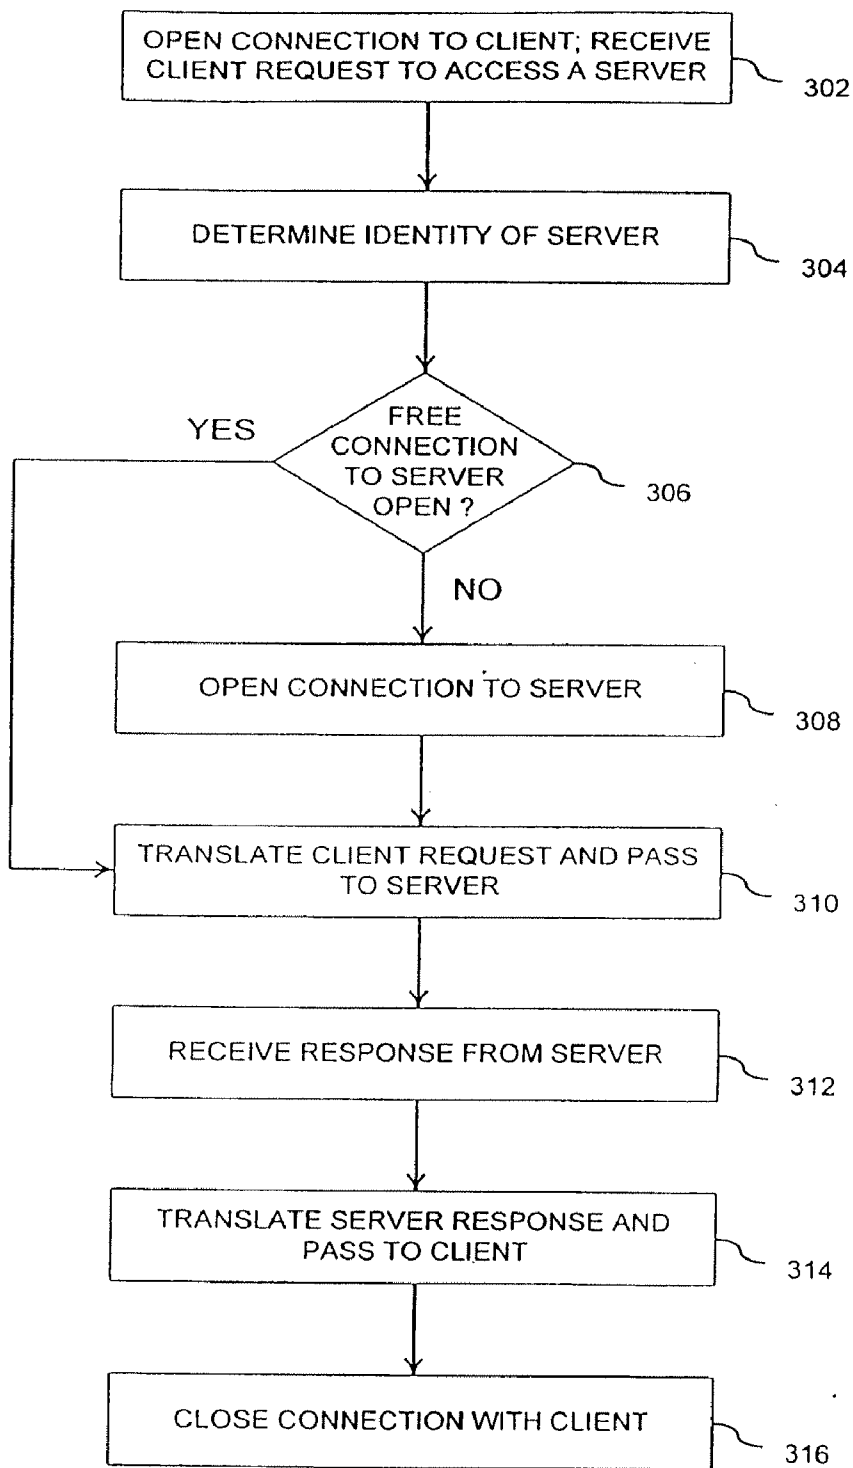 OPEN CONNECTION TO CLIENT; RECEIVE
CLIENT REQUEST TO ACCESS A SERVER
302
DETERMINE IDENTITY OF SERVER
304
FREE
CONNECTION
TO SERVER
OPEN ?
YES
306
NO
OPEN CONNECTION TO SERVER
308
TRANSLATE CLIENT REQUEST AND PASS
TO SERVER
310
RECEIVE RESPONSE FROM SERVER
312
TRANSLATE SERVER RESPONSE AND
PASS TO CLIENT
314
CLOSE CONNECTION WITH CLIENT
316